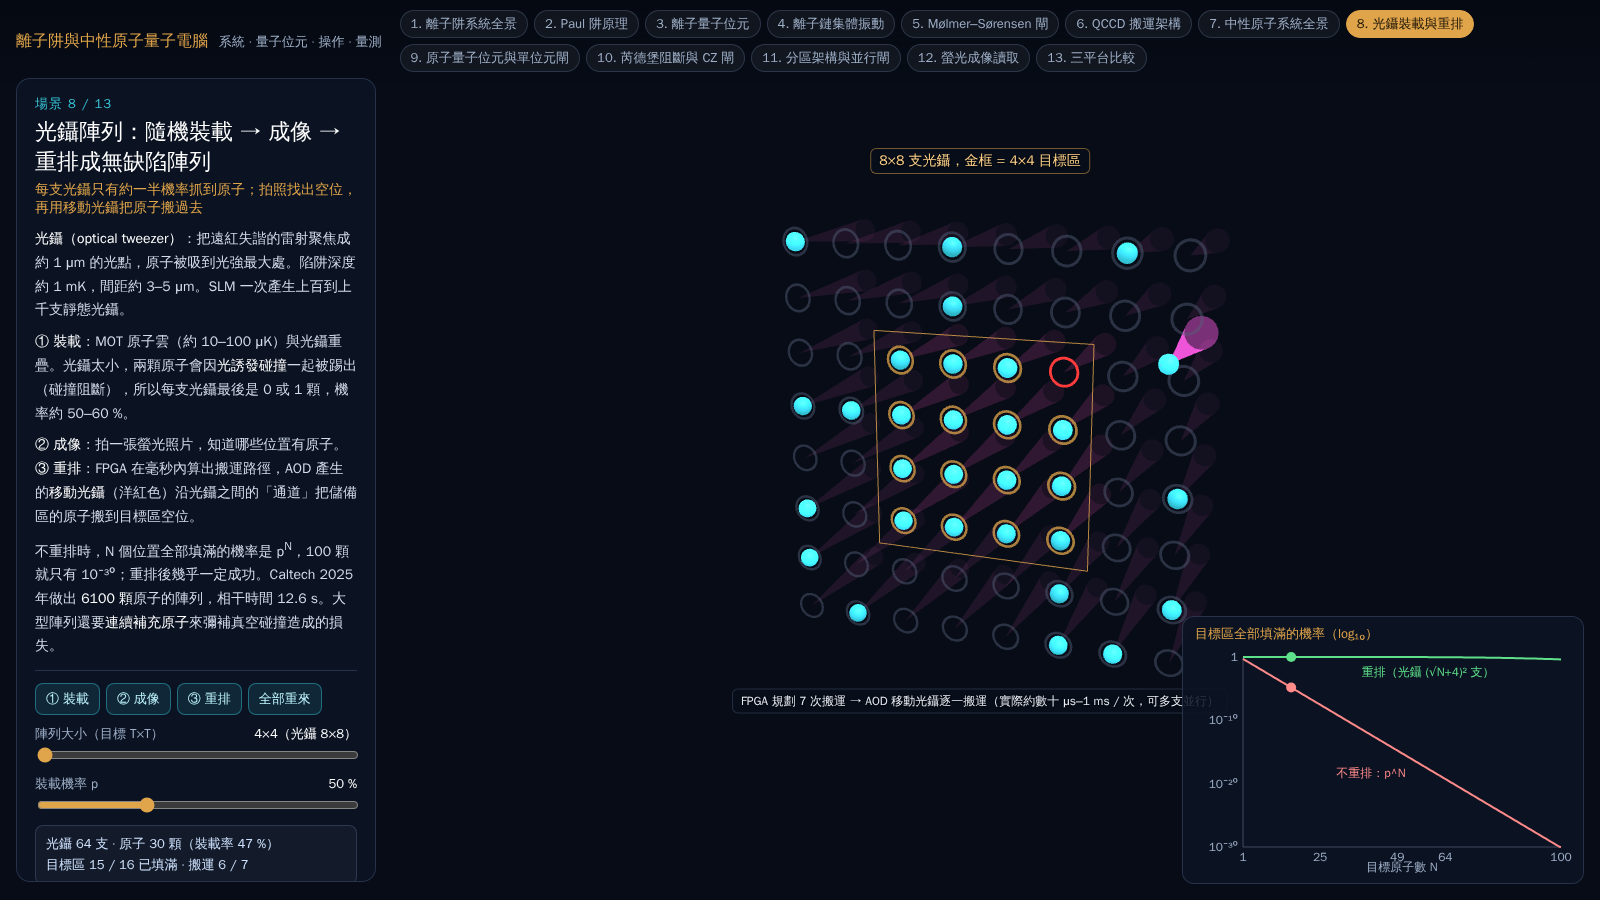 離子阱與中性原子量子電腦 系統 · 量子位元 · 操作 · 量測
1. 離子阱系統全景
2. Paul 阱原理
3. 離子量子位元
4. 離子鏈集體振動
5. Mølmer–Sørensen 閘
6. QCCD 搬運架構
7. 中性原子系統全景
8. 光鑷裝載與重排
9. 原子量子位元與單位元閘
10. 芮德堡阻斷與 CZ 閘
11. 分區架構與並行閘
12. 螢光成像讀取
13. 三平台比較
場景 8 / 13
光鑷陣列：隨機裝載 → 成像 →
重排成無缺陷陣列
每支光鑷只有約一半機率抓到原子；拍照找出空位，
再用移動光鑷把原子搬過去
光鑷（optical tweezer）：把遠紅失諧的雷射聚焦成
約 1 μm 的光點，原子被吸到光強最大處。陷阱深度
約 1 mK，間距約 3–5 μm。SLM 一次產生上百到上
千支靜態光鑷。
① 裝載：MOT 原子雲（約 10–100 μK）與光鑷重
疊。光鑷太小，兩顆原子會因光誘發碰撞一起被踢出
（碰撞阻斷），所以每支光鑷最後是 0 或 1 顆，機
率約 50–60 %。
② 成像：拍一張螢光照片，知道哪些位置有原子。
③ 重排：FPGA 在毫秒內算出搬運路徑，AOD 產生
的移動光鑷（洋紅色）沿光鑷之間的「通道」把儲備
區的原子搬到目標區空位。
不重排時，N 個位置全部填滿的機率是 pᴺ，100 顆
就只有 10⁻³⁰；重排後幾乎一定成功。Caltech 2025
年做出 6100 顆原子的陣列，相干時間 12.6 s。大
型陣列還要連續補充原子來彌補真空碰撞造成的損
失。
① 裝載 ② 成像 ③ 重排 全部重來
陣列大小（目標 T×T） 4×4（光鑷 8×8）
裝載機率 p 50 %
光鑷 64 支 · 原子 30 顆（裝載率 47 %）
目標區 15 / 16 已填滿 · 搬運 6 / 7
8×8 支光鑷，金框 = 4×4 目標區
FPGA 規劃 7 次搬運 → AOD 移動光鑷逐一搬運（實際約數十 μs–1 ms / 次，可多支並行）
目標區全部填滿的機率（log₁₀）
1
重排（光鑷 (√N+4)² 支）
10⁻¹⁰
不重排：p^N
10⁻²⁰
10⁻³⁰
1 25 49 64 100
目標原子數 N